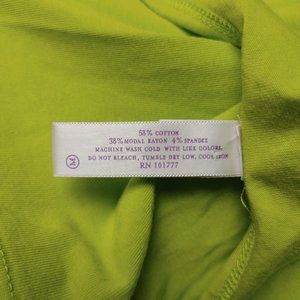 58% COTTON
38% MODAL RAYON 4% SPANDEX
MACHINE WASH COLD WITH LIKE COLORS.
DO NOT BLEACH, TUMBLE DRY LOW, COOL IRON
RN 101777
M